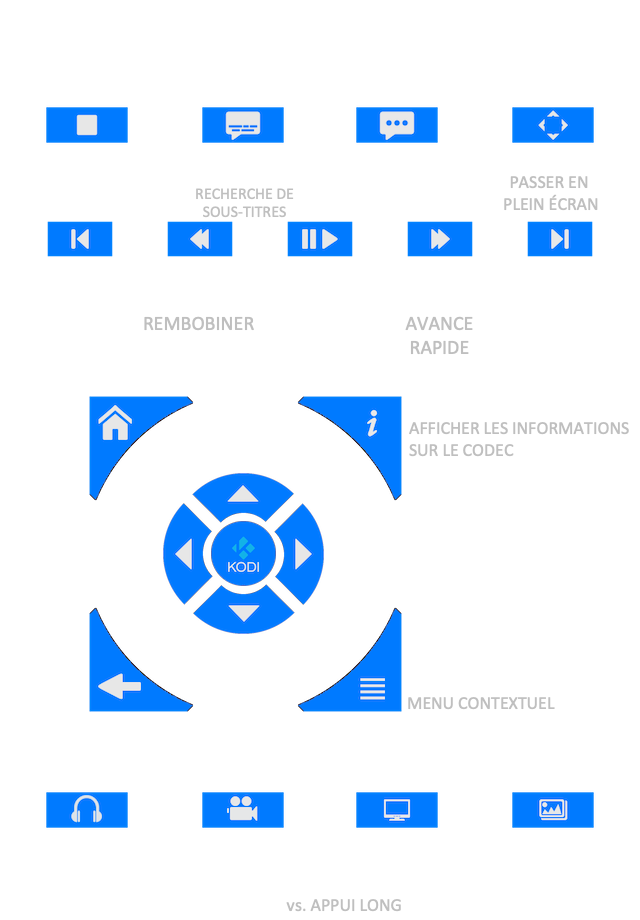 RECHERCHE DE
SOUS-TITRES
PASSER EN
PLEIN ÉCRAN
REMBOBINER
AVANCE
RAPIDE
AFFICHER LES INFORMATIONS
SUR LE CODEC
KODI
MENU CONTEXTUEL
vs. APPUI LONG